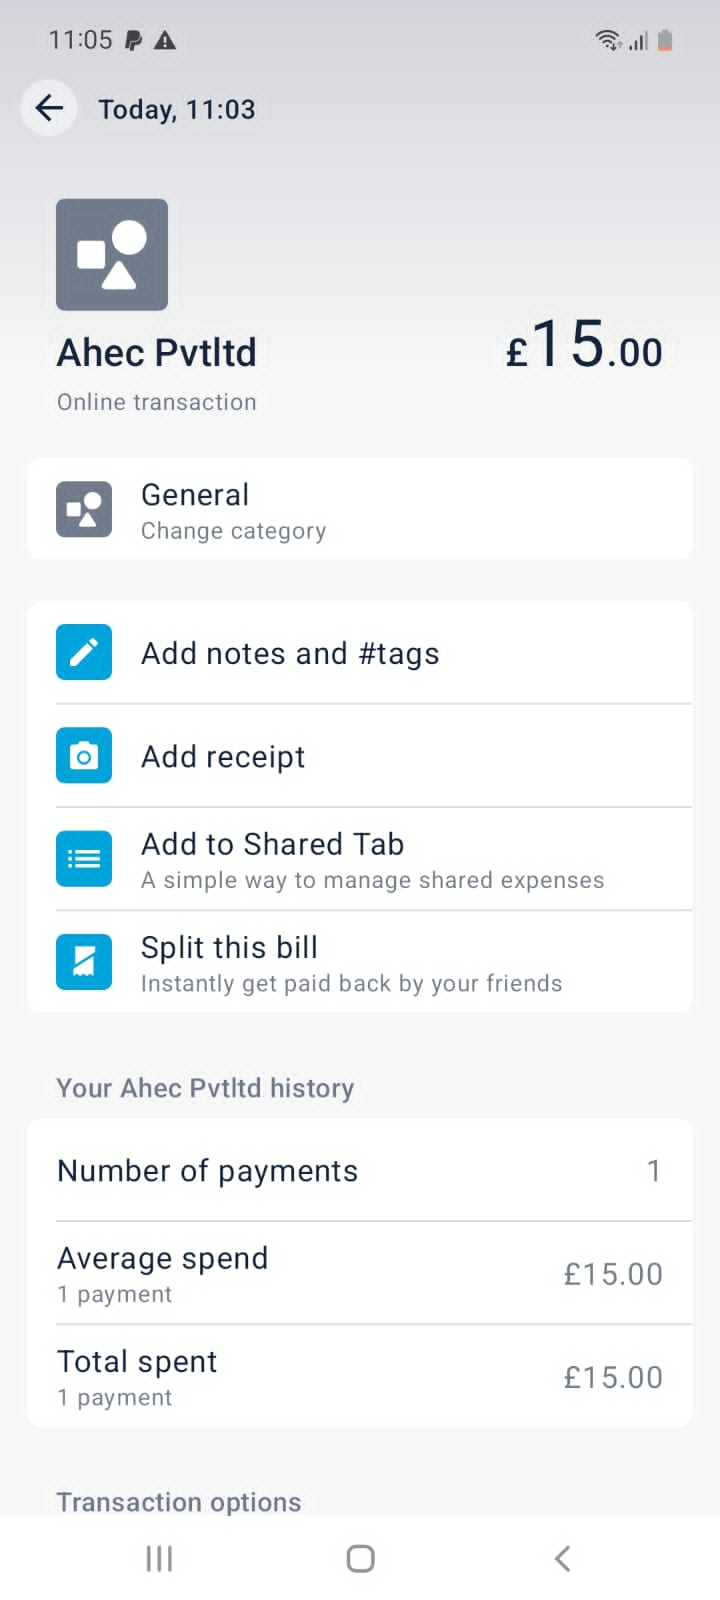 11:05
Today, 11:03
Ahec Pvtltd
£15.00
Online transaction
General
Change category
Add notes and #tags
Add receipt
Add to Shared Tab
A simple way to manage shared expenses
Split this bill
Instantly get paid back by your friends
Your Ahec Pvtltd history
Number of payments 1
Average spend
£15.00
1 payment
Total spent
£15.00
1 payment
Transaction options